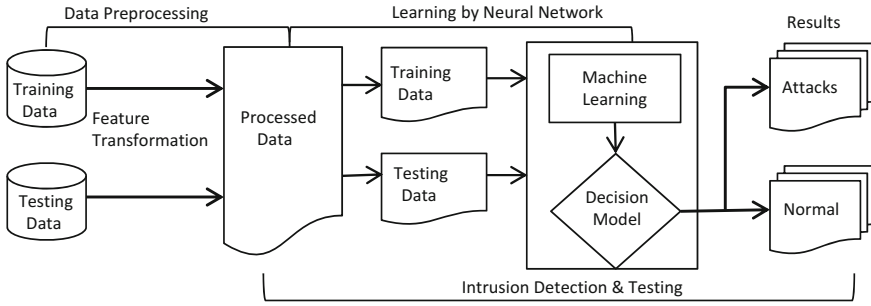 Data Preprocessing
Learning by Neural Network
Results
Training
Data
Feature
Transformation
Testing
Data
Processed
Data
Training
Data
Testing
Data
Machine
Learning
Decision
Model
Attacks
Normal
Intrusion Detection & Testing